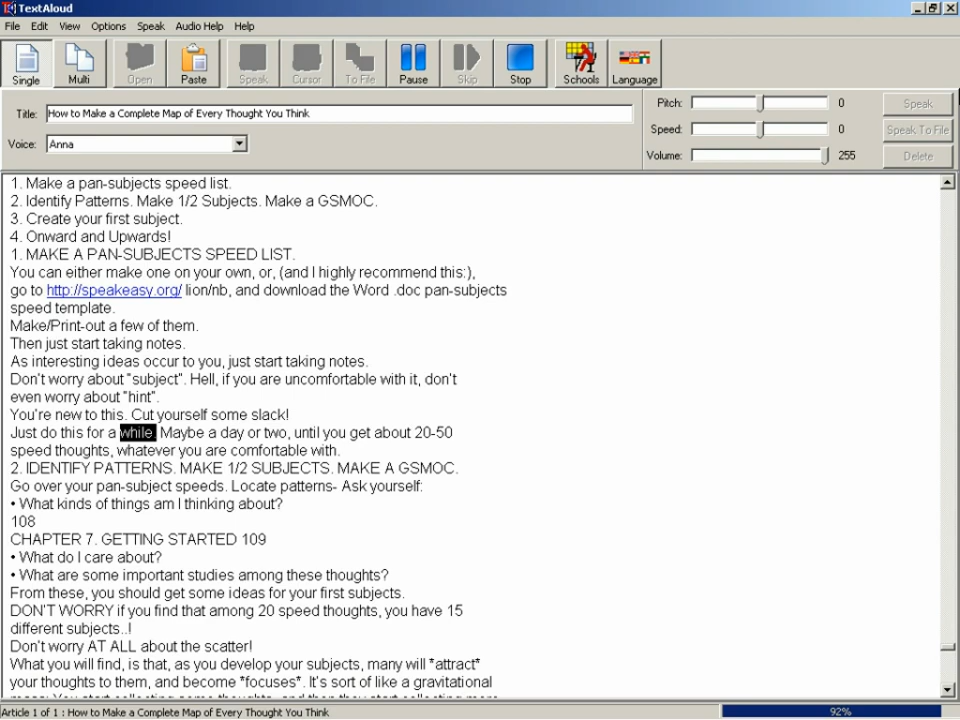 TextAloud
File Edit View Options Speak Audio Help Help
Single Multi Open Paste Speak Cursor To File Pause Skip Stop Schools Language
Title: How to Make a Complete Map of Every Thought You Think
Voice: Anna
Pitch: 0 Speak
Speed: 0 Speak To File
Volume: 255 Delete
1. Make a pan-subjects speed list.
2. Identify Patterns. Make 1/2 Subjects. Make a GSMOC.
3. Create your first subject.
4. Onward and Upwards!
1. MAKE A PAN-SUBJECTS SPEED LIST.
You can either make one on your own, or, (and I highly recommend this:),
go to http://speakeasy.org/ lion/nb, and download the Word .doc pan-subjects
speed template.
Make/Print-out a few of them.
Then just start taking notes.
As interesting ideas occur to you, just start taking notes.
Don't worry about "subject". Hell, if you are uncomfortable with it, don't
even worry about "hint".
You're new to this. Cut yourself some slack!
Just do this for a while. Maybe a day or two, until you get about 20-50
speed thoughts, whatever you are comfortable with.
2. IDENTIFY PATTERNS. MAKE 1/2 SUBJECTS. MAKE A GSMOC.
Go over your pan-subject speeds. Locate patterns- Ask yourself:
• What kinds of things am I thinking about?
108
CHAPTER 7. GETTING STARTED 109
• What do I care about?
• What are some important studies among these thoughts?
From these, you should get some ideas for your first subjects.
DON'T WORRY if you find that among 20 speed thoughts, you have 15
different subjects..!
Don't worry AT ALL about the scatter!
What you will find, is that, as you develop your subjects, many will *attract*
your thoughts to them, and become *focuses*. It's sort of like a gravitational
mass: You start collecting some thoughts, and then they start collecting more
Article 1 of 1 : How to Make a Complete Map of Every Thought You Think 92%